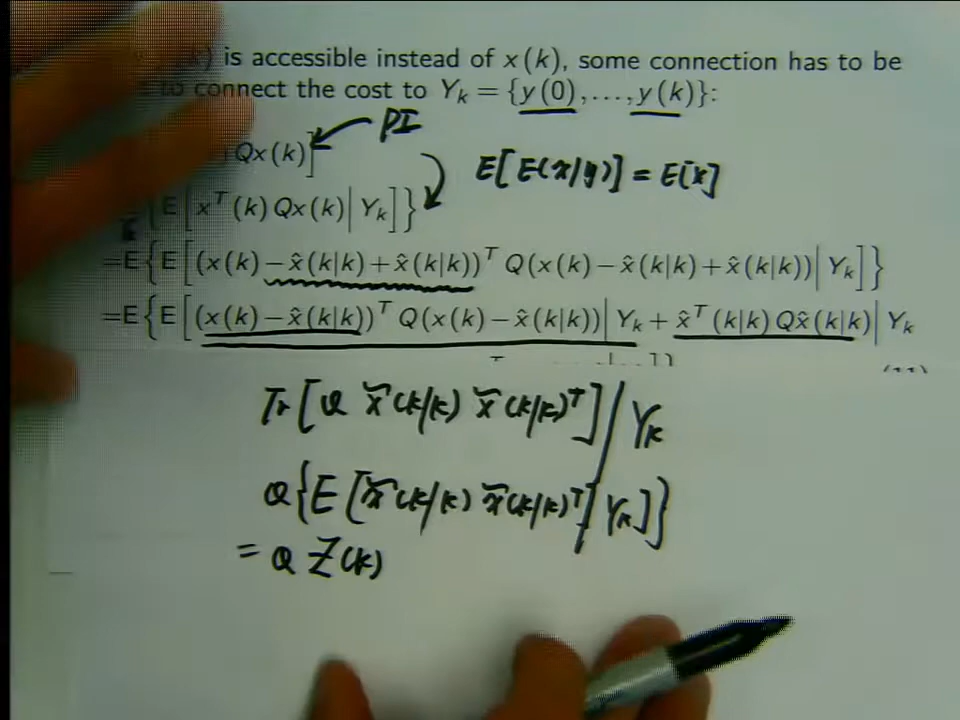 is accessible instead of x(k), some connection has to be
connect the cost to Y_k = {y(0),...,y(k)}:
PI
Qx(k)]
E[E(x/y)] = E[x]
{E[x^T(k)Qx(k)|Y_k]}
=E{E[(x(k)−x̂(k|k)+x̂(k|k))^T Q(x(k)−x̂(k|k)+x̂(k|k))|Y_k]}
=E{E[(x(k)−x̂(k|k))^T Q(x(k)−x̂(k|k))|Y_k+x̂^T(k|k)Qx̂(k|k)|Y_k
Tr[Q x̃(k/k) x̃(k/k)^T]/Y_k
Q{E[x̃(k/k) x̃(k/k)^T/Y_k]}
= Q Z(k)